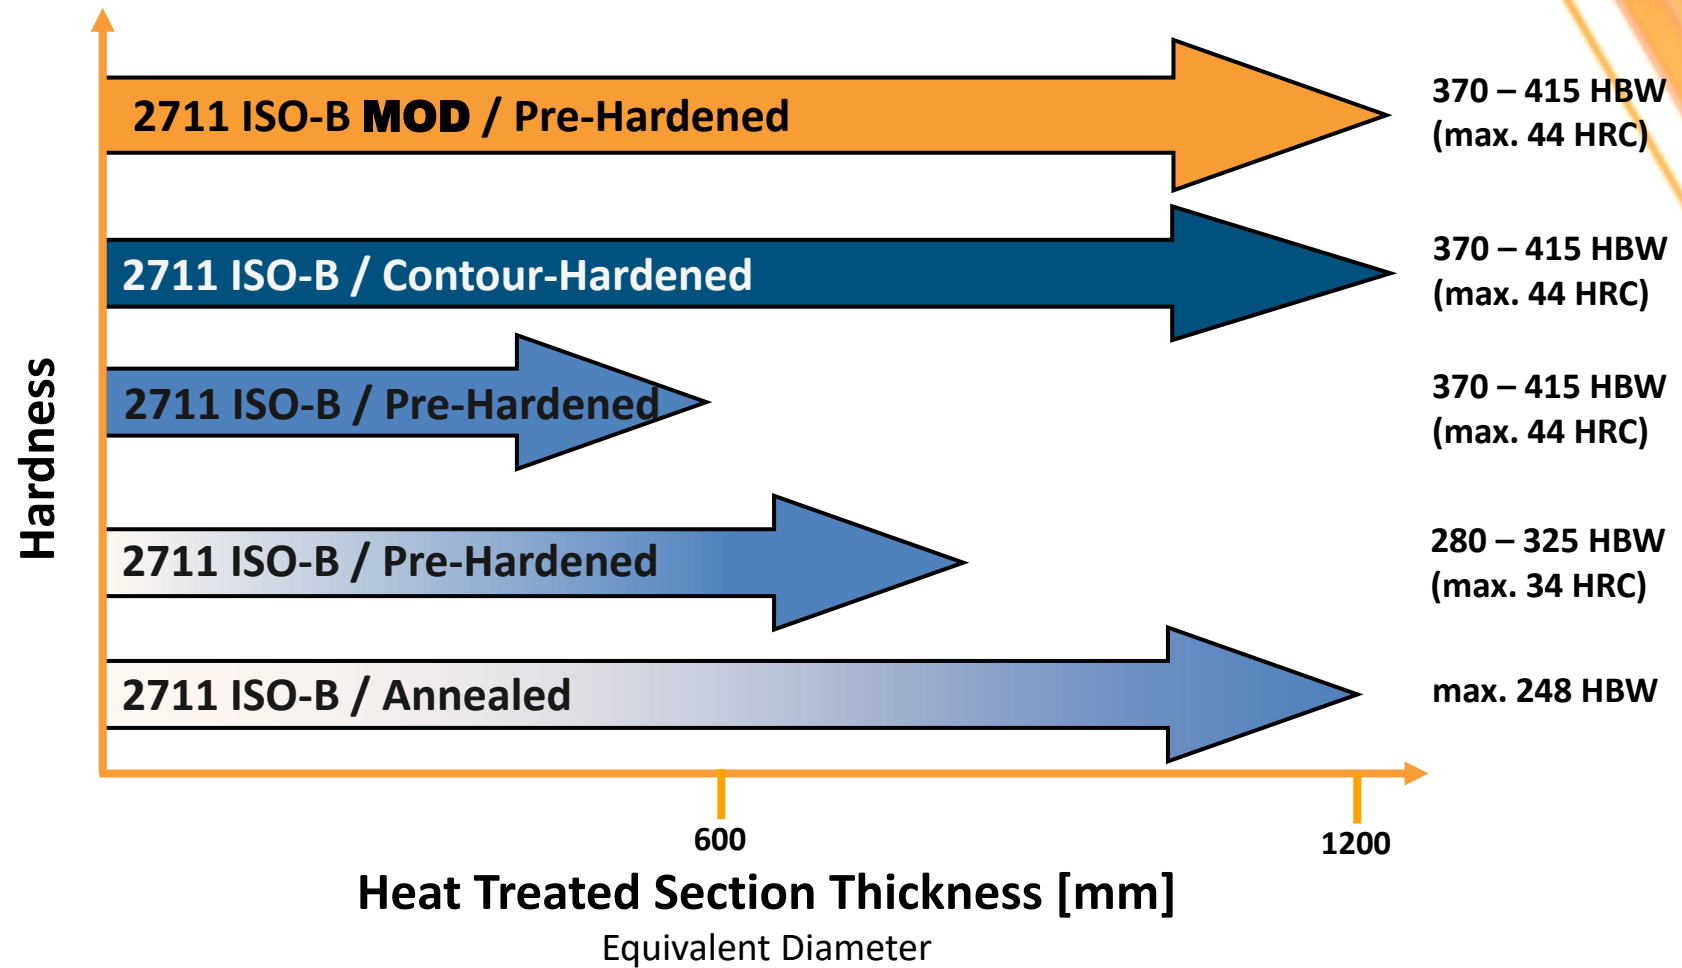 2711 ISO-B MOD / Pre-Hardened
370 – 415 HBW
(max. 44 HRC)
2711 ISO-B / Contour-Hardened
370 – 415 HBW
(max. 44 HRC)
2711 ISO-B / Pre-Hardened
370 – 415 HBW
(max. 44 HRC)
Hardness
2711 ISO-B / Pre-Hardened
280 – 325 HBW
(max. 34 HRC)
2711 ISO-B / Annealed
max. 248 HBW
600
1200
Heat Treated Section Thickness [mm]
Equivalent Diameter